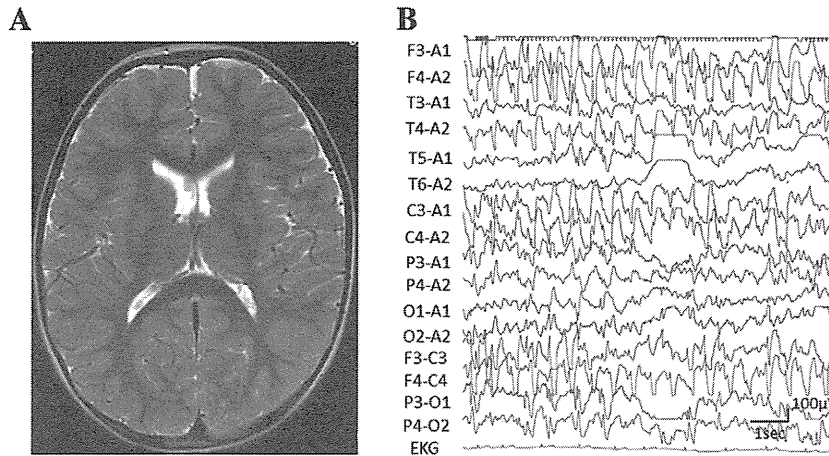 A
B
F3-A1
F4-A2
T3-A1
T4-A2
T5-A1
T6-A2
C3-A1
C4-A2
P3-A1
P4-A2
O1-A1
O2-A2
F3-C3
F4-C4
P3-O1
P4-O2
EKG
100μ
1sec